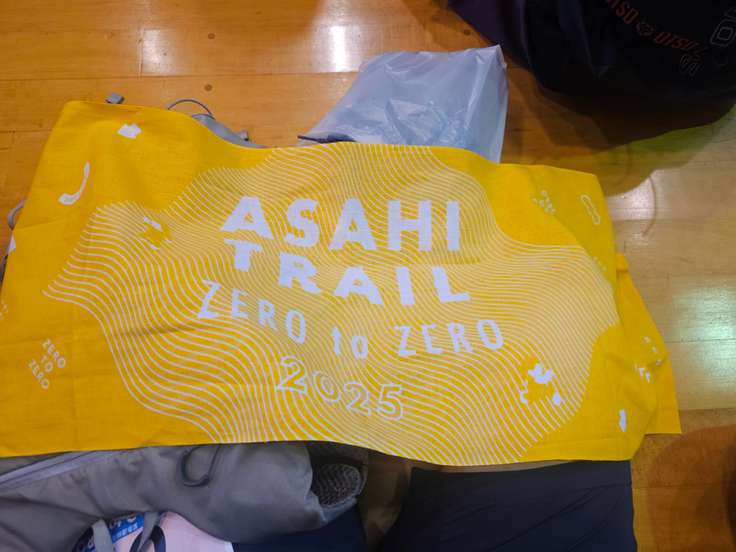 ASAHI
TRAIL
ZERO to ZERO
2025
ZERO
TO
ZERO